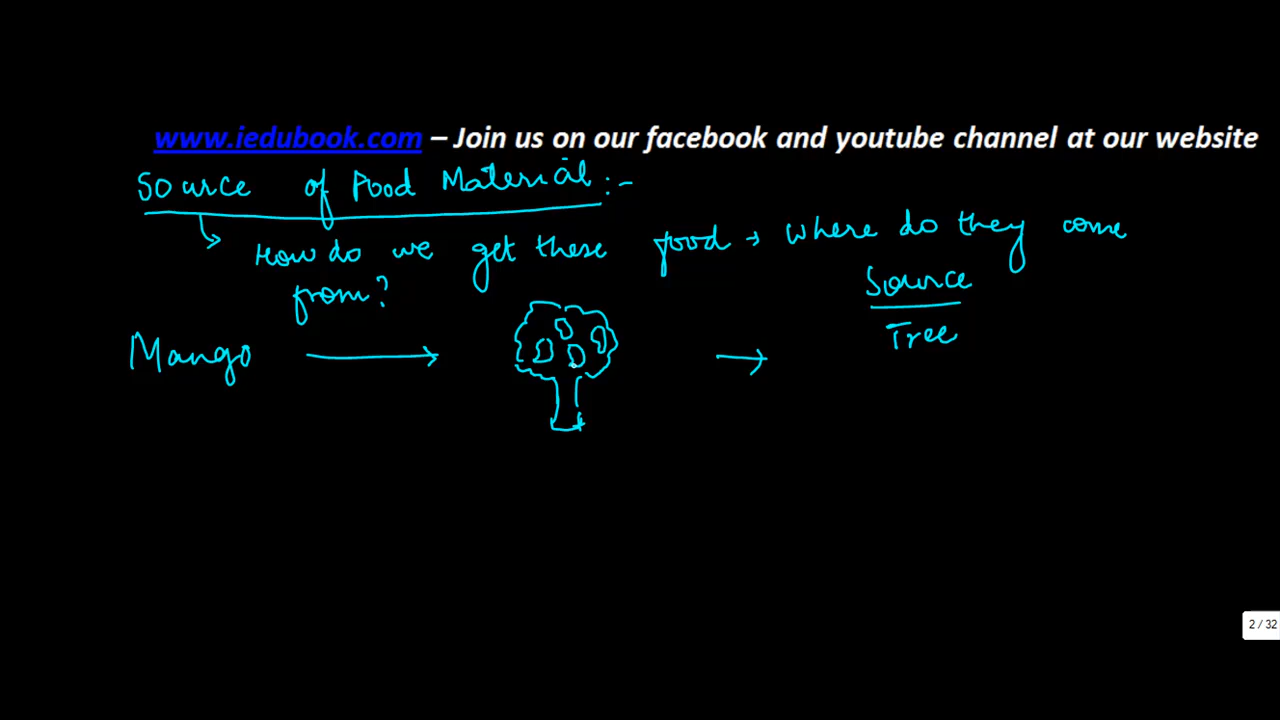 www.iedubook.com – Join us on our facebook and youtube channel at our website
Source of Food Material :-
How do we get these food → where do they come
from?
Source
Tree
Mango
2 / 32